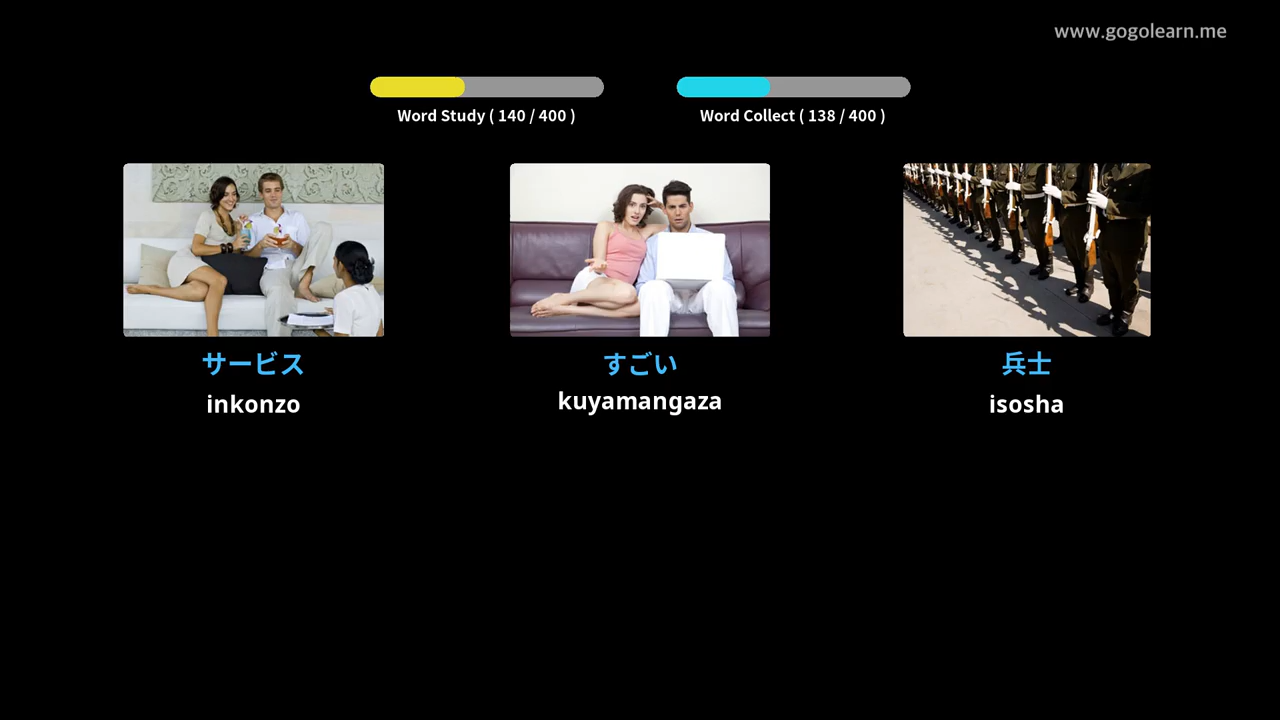 www.gogolearn.me
Word Study ( 140 / 400 )
Word Collect ( 138 / 400 )
サービス
inkonzo
すごい
kuyamangaza
兵士
isosha